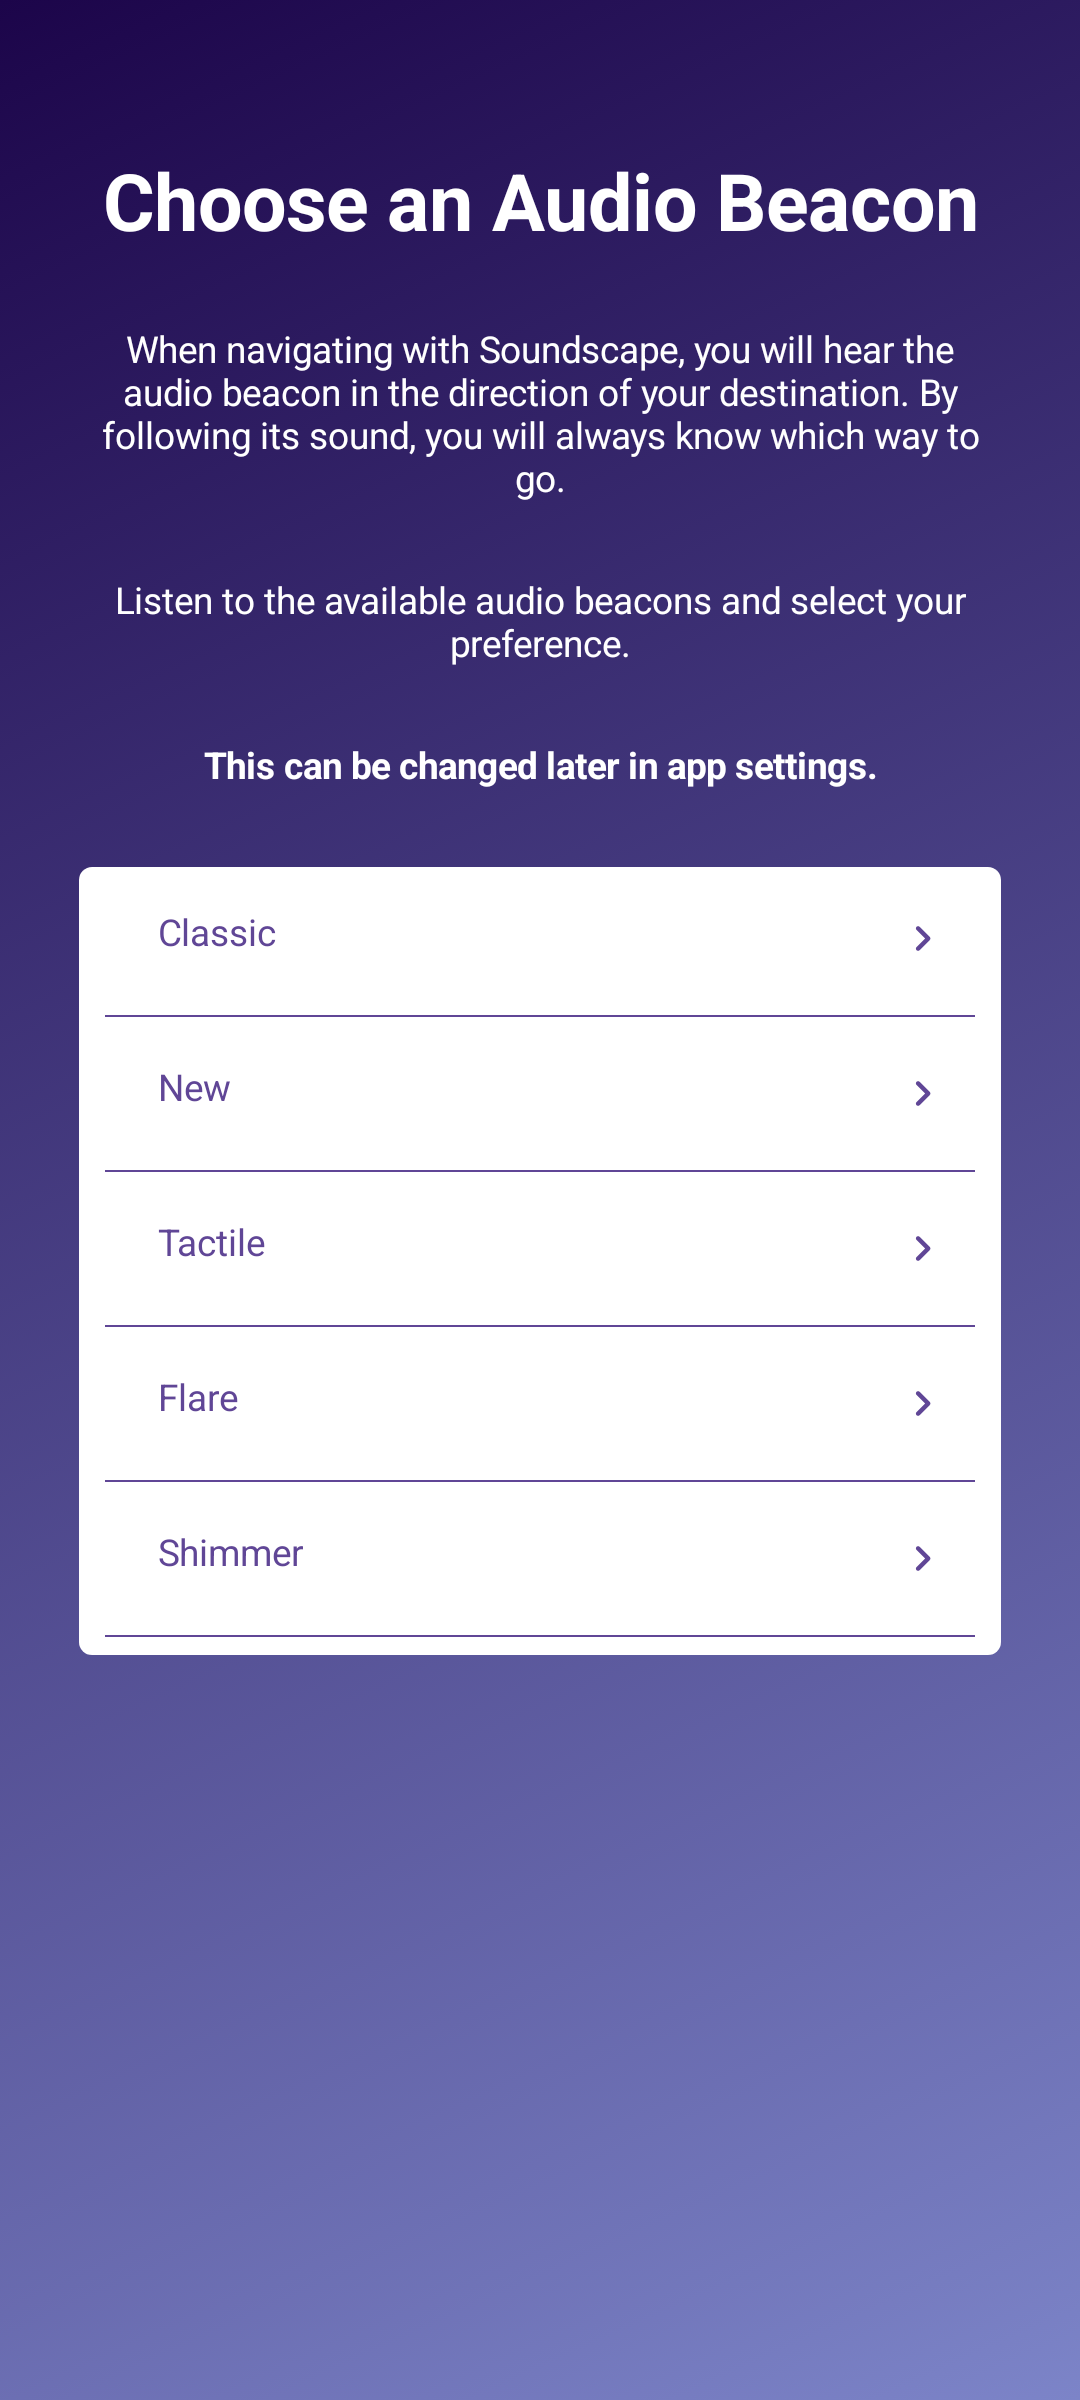 Choose an Audio Beacon
When navigating with Soundscape, you will hear the
audio beacon in the direction of your destination. By
following its sound, you will always know which way to
go.
Listen to the available audio beacons and select your
preference.
This can be changed later in app settings.
Classic
New
Tactile
Flare
Shimmer